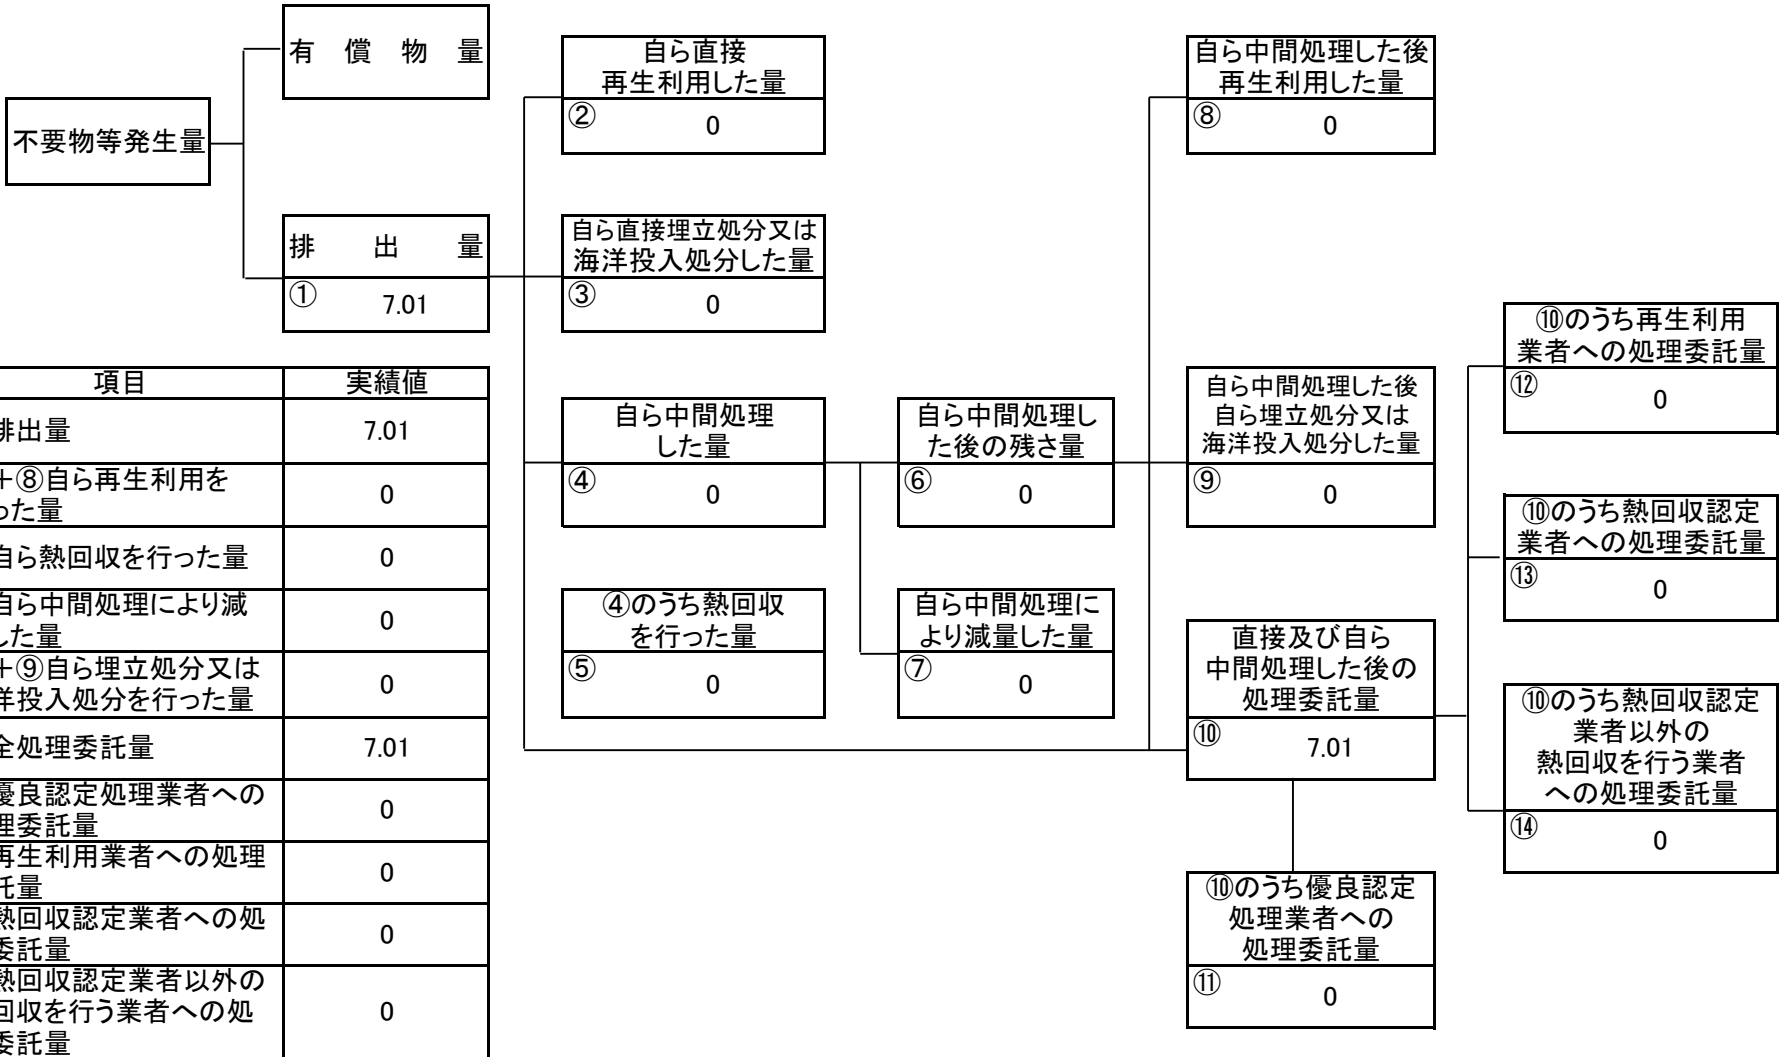 不要物等発生量
有償物量
排出量
① 7.01
自ら直接
再生利用した量
② 0
自ら直接埋立処分又は
海洋投入処分した量
③ 0
自ら中間処理
した量
④ 0
④のうち熱回収
を行った量
⑤ 0
自ら中間処理し
た後の残さ量
⑥ 0
自ら中間処理に
より減量した量
⑦ 0
自ら中間処理した後
再生利用した量
⑧ 0
自ら中間処理した後
自ら埋立処分又は
海洋投入処分した量
⑨ 0
直接及び自ら
中間処理した後の
処理委託量
⑩ 7.01
⑩のうち優良認定
処理業者への
処理委託量
⑪ 0
⑩のうち再生利用
業者への処理委託量
⑫ 0
⑩のうち熱回収認定
業者への処理委託量
⑬ 0
⑩のうち熱回収認定
業者以外の
熱回収を行う業者
への処理委託量
⑭ 0
項目 実績値
排出量 7.01
+⑧自ら再生利用を
った量 0
自ら熱回収を行った量 0
自ら中間処理により減
した量 0
+⑨自ら埋立処分又は
洋投入処分を行った量 0
全処理委託量 7.01
優良認定処理業者への
理委託量 0
再生利用業者への処理
託量 0
熱回収認定業者への処
委託量 0
熱回収認定業者以外の
回収を行う業者への処
委託量 0